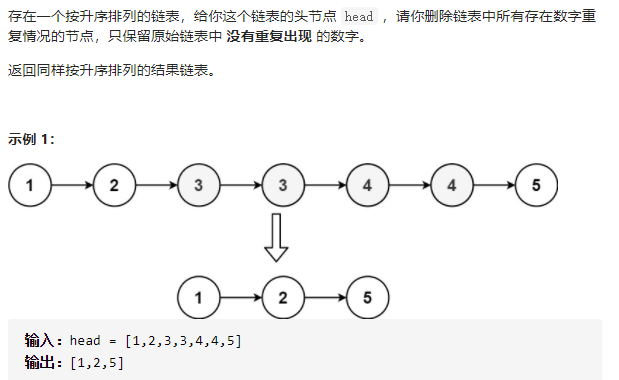 存在一个按升序排列的链表，给你这个链表的头节点 head ，请你删除链表中所有存在数字重
复情况的节点，只保留原始链表中 没有重复出现 的数字。
返回同样按升序排列的结果链表。
示例 1：
1 2 3 3 4 4 5
1 2 5
输入：head = [1,2,3,3,4,4,5]
输出：[1,2,5]